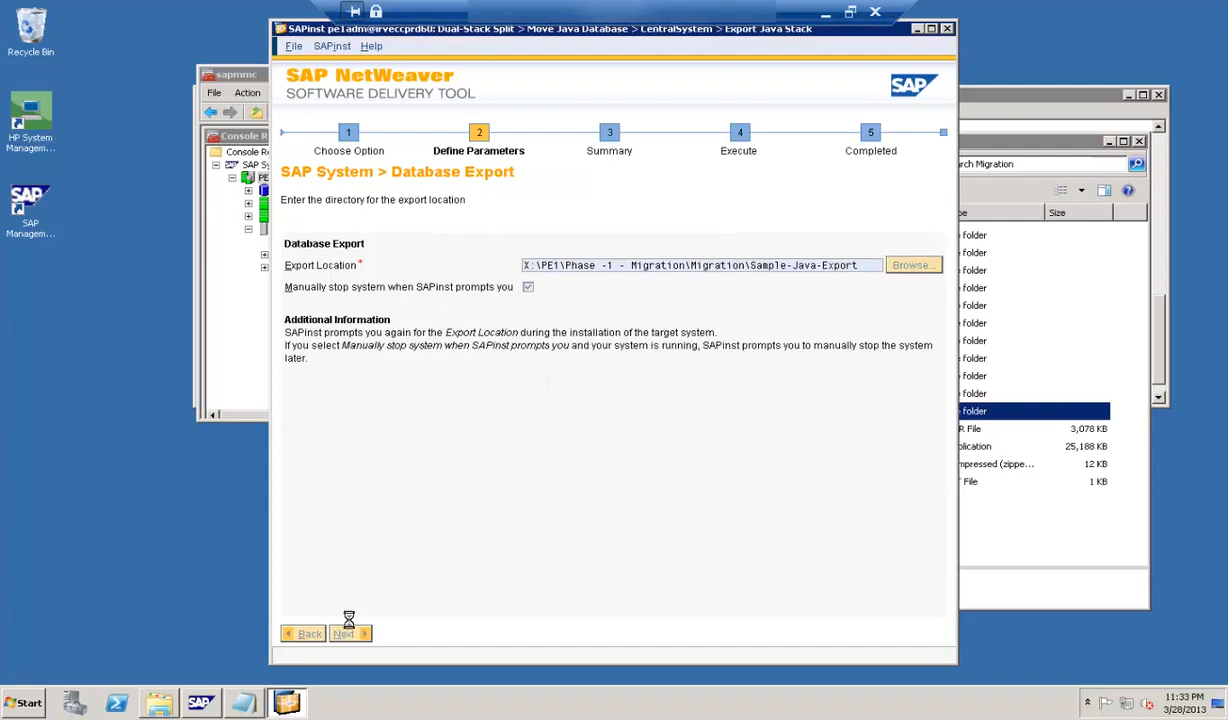 Recycle Bin
HP System
Managem...
SAP
Managem...
sapmmc
File Action
Console R
Console Ro
SAP Sy
PE
SAPinst pe1adm@irveccprd60: Dual-Stack Split > Move Java Database > CentralSystem > Export Java Stack
File SAPinst Help
SAP NetWeaver
SOFTWARE DELIVERY TOOL
SAP
1 2 3 4 5
Choose Option Define Parameters Summary Execute Completed
SAP System > Database Export
Enter the directory for the export location
Database Export
Export Location* X:\PE1\Phase -1 - Migration\Migration\Sample-Java-Export Browse...
Manually stop system when SAPinst prompts you
Additional Information
SAPinst prompts you again for the Export Location during the installation of the target system.
If you select Manually stop system when SAPinst prompts you and your system is running, SAPinst prompts you to manually stop the system
later.
Back Next
rch Migration
pe Size
folder
folder
folder
folder
folder
folder
folder
folder
folder
folder
folder
R File 3,078 KB
lication 25,188 KB
mpressed (zippe... 12 KB
File 1 KB
Start
SAP
11:33 PM
3/28/2013